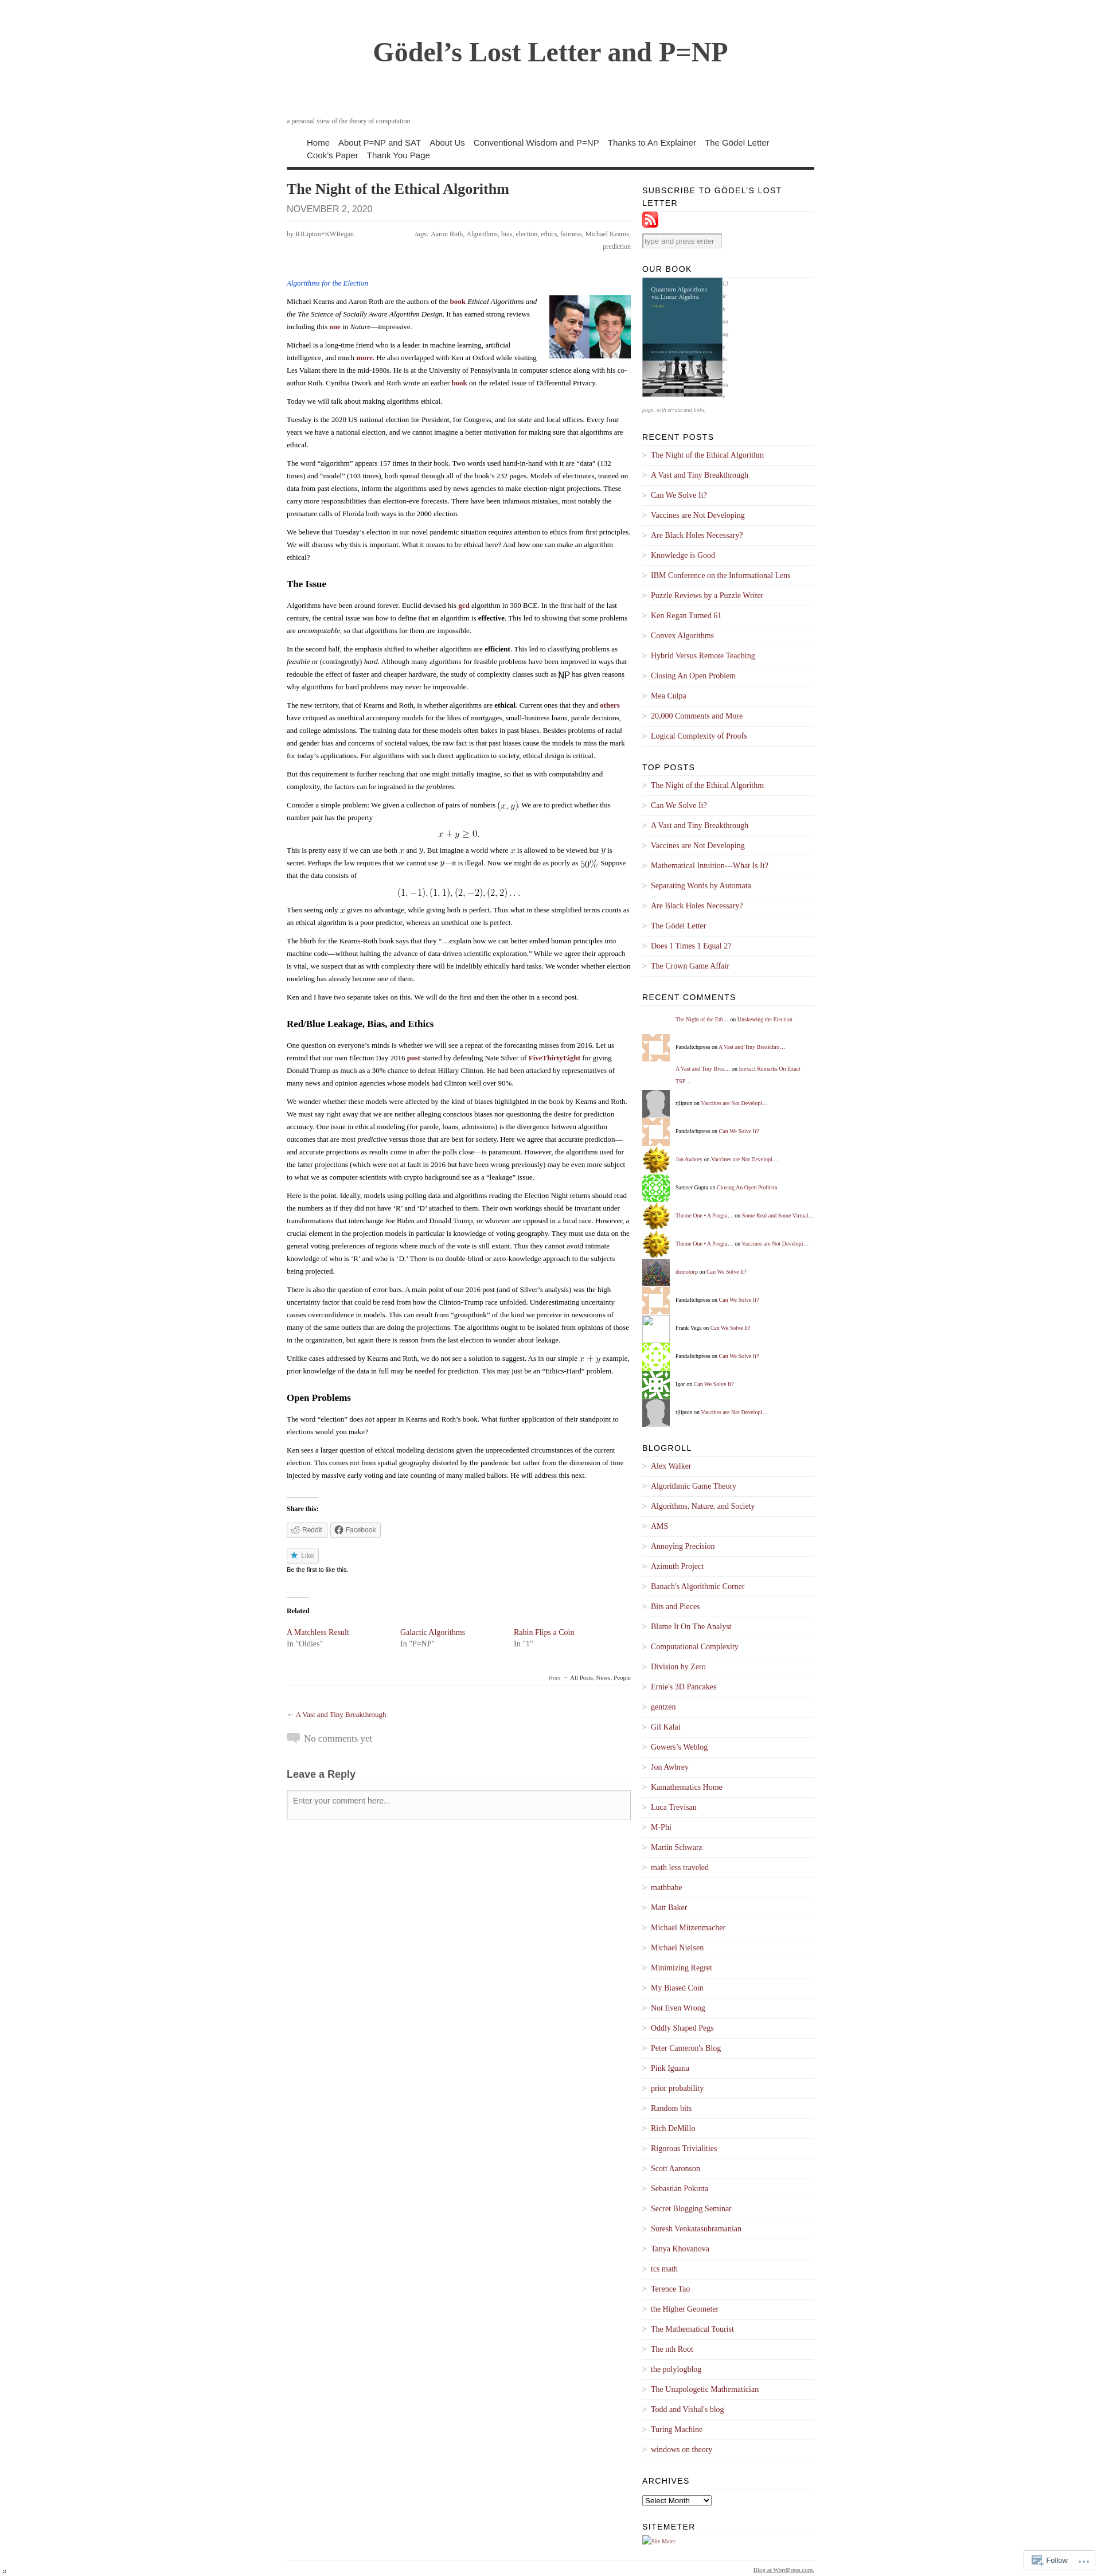 Gödel’s Lost Letter and P=NP
a personal view of the theory of computation
Home About P=NP and SAT About Us Conventional Wisdom and P=NP Thanks to An Explainer The Gödel Letter
Cook’s Paper Thank You Page
The Night of the Ethical Algorithm
NOVEMBER 2, 2020
by RJLipton+KWRegan
tags: Aaron Roth, Algorithms, bias, election, ethics, fairness, Michael Kearns,
prediction
Algorithms for the Election
Michael Kearns and Aaron Roth are the authors of the book Ethical Algorithms and
the The Science of Socially Aware Algorithm Design. It has earned strong reviews
including this one in Nature—impressive.
Michael is a long-time friend who is a leader in machine learning, artificial
intelligence, and much more. He also overlapped with Ken at Oxford while visiting
Les Valiant there in the mid-1980s. He is at the University of Pennsylvania in computer science along with his co-
author Roth. Cynthia Dwork and Roth wrote an earlier book on the related issue of Differential Privacy.
Today we will about making algorithms ethical.
Tuesday is the 2020 US national election for President, for Congress, and for state and local offices. Every four
years we have a national election, and we cannot imagine a better motivation for making sure that algorithms are
ethical.
The word “algorithm” appears 157 times in their book. Two words used hand-in-hand with it are “data” (132
times) and “model” (103 times), both spread through all of the book’s 232 pages. Models of electorates, trained on
data from past elections, inform the algorithms used by news agencies to make election-night projections. These
carry more responsibilities than election-eve forecasts. There have been infamous mistakes, most notably the
premature calls of Florida both ways in the 2000 election.
We believe that Tuesday’s election in our novel pandemic situation requires attention to ethics from first principles.
We will discuss why this is important. What it means to be ethical here? And how one can make an algorithm
ethical?
The Issue
Algorithms have been around forever. Euclid devised his gcd algorithm in 300 BCE. In the first half of the last
century, the central issue was how to define that an algorithm is effective. This led to showing that some problems
are uncomputable, so that algorithms for them are impossible.
In the second half, the emphasis shifted to whether algorithms are efficient. This led to classifying problems as
feasible or (contingently) hard. Although many algorithms for feasible problems have been improved in ways that
redouble the effect of faster and cheaper hardware, the study of complexity classes such as NP has given reasons
why algorithms for hard problems may never be improvable.
The new territory, that of Kearns and Roth, is whether algorithms are ethical. Current ones that they and others
have critqued as unethical accompany models for the likes of mortgages, small-business loans, parole decisions,
and college admissions. The training data for these models often bakes in past biases. Besides problems of racial
and gender bias and concerns of societal values, the raw fact is that past biases cause the models to miss the mark
for today’s applications. For algorithms with such direct application to society, ethical design is critical.
But this requirement is further reaching that one might initially imagine, so that as with computability and
complexity, the factors can be ingrained in the problems.
Consider a simple problem: We given a collection of pairs of numbers (x, y). We are to predict whether this
number pair has the property
x + y ≥ 0.
This is pretty easy if we can use both x and y. But imagine a world where x is allowed to be viewed but y is
secret. Perhaps the law requires that we cannot use y—it is illegal. Now we might do as poorly as 50%. Suppose
that the data consists of
(1, −1), (1, 1), (2, −2), (2, 2) . . .
Then seeing only x gives no advantage, while giving both is perfect. Thus what in these simplified terms counts as
an ethical algorithm is a poor predictor, whereas an unethical one is perfect.
The blurb for the Kearns-Roth book says that they “…explain how we can better embed human principles into
machine code—without halting the advance of data-driven scientific exploration.” While we agree their approach
is vital, we suspect that as with complexity there will be indelibly ethically hard tasks. We wonder whether election
modeling has already become one of them.
Ken and I have two separate takes on this. We will do the first and then the other in a second post.
Red/Blue Leakage, Bias, and Ethics
One question on everyone’s minds is whether we will see a repeat of the forecasting misses from 2016. Let us
remind that our own Election Day 2016 post started by defending Nate Silver of FiveThirtyEight for giving
Donald Trump as much as a 30% chance to defeat Hillary Clinton. He had been attacked by representatives of
many news and opinion agencies whose models had Clinton well over 90%.
We wonder whether these models were affected by the kind of biases highlighted in the book by Kearns and Roth.
We must say right away that we are neither alleging conscious biases nor questioning the desire for prediction
accuracy. One issue in ethical modeling (for parole, loans, admissions) is the divergence between algorithm
outcomes that are most predictive versus those that are best for society. Here we agree that accurate prediction—
and accurate projections as results come in after the polls close—is paramount. However, the algorithms used for
the latter projections (which were not at fault in 2016 but have been wrong previously) may be even more subject
to what we as computer scientists with crypto background see as a “leakage” issue.
Here is the point. Ideally, models using polling data and algorithms reading the Election Night returns should read
the numbers as if they did not have ‘R’ and ‘D’ attached to them. Their own workings should be invariant under
transformations that interchange Joe Biden and Donald Trump, or whoever are opposed in a local race. However, a
crucial element in the projection models in particular is knowledge of voting geography. They must use data on the
general voting preferences of regions where much of the vote is still extant. Thus they cannot avoid intimate
knowledge of who is ‘R’ and who is ‘D.’ There is no double-blind or zero-knowledge approach to the subjects
being projected.
There is also the question of error bars. A main point of our 2016 post (and of Silver’s analysis) was the high
uncertainty factor that could be read from how the Clinton-Trump race unfolded. Underestimating uncertainty
causes overconfidence in models. This can result from “groupthink” of the kind we perceive in newsrooms of
many of the same outlets that are doing the projections. The algorithms ought to be isolated from opinions of those
in the organization, but again there is reason from the last election to wonder about leakage.
Unlike cases addressed by Kearns and Roth, we do not see a solution to suggest. As in our simple x + y example,
prior knowledge of the data in full may be needed for prediction. This may just be an “Ethics-Hard” problem.
Open Problems
The word “election” does not appear in Kearns and Roth’s book. What further application of their standpoint to
elections would you make?
Ken sees a larger question of ethical modeling decisions given the unprecedented circumstances of the current
election. This comes not from spatial geography distorted by the pandemic but rather from the dimension of time
injected by massive early voting and late counting of many mailed ballots. He will address this next.
Share this:
Reddit Facebook
Like
Be the first to like this.
Related
A Matchless Result
In "Oldies"
Galactic Algorithms
In "P=NP"
Rabin Flips a Coin
In "1"
from → All Posts, News, People
← A Vast and Tiny Breakthrough
No comments yet
Leave a Reply
Enter your comment here...
SUBSCRIBE TO GÖDEL’S LOST
LETTER
type and press enter
OUR BOOK
Quantum Algorithms
via Linear Algebra
page, with errata and links.
RECENT POSTS
The Night of the Ethical Algorithm
A Vast and Tiny Breakthrough
Can We Solve It?
Vaccines are Not Developing
Are Black Holes Necessary?
Knowledge is Good
IBM Conference on the Informational Lens
Puzzle Reviews by a Puzzle Writer
Ken Regan Turned 61
Convex Algorithms
Hybrid Versus Remote Teaching
Closing An Open Problem
Mea Culpa
20,000 Comments and More
Logical Complexity of Proofs
TOP POSTS
The Night of the Ethical Algorithm
Can We Solve It?
A Vast and Tiny Breakthrough
Vaccines are Not Developing
Mathematical Intuition---What Is It?
Separating Words by Automata
Are Black Holes Necessary?
The Gödel Letter
Does 1 Times 1 Equal 2?
The Crown Game Affair
RECENT COMMENTS
The Night of the Eth… on Unskewing the Election
Pandaltchpress on A Vast and Tiny Breakthro…
A Vast and Tiny Brea… on Inexact Remarks On Exact
TSP…
rjlipton on Vaccines are Not Developi…
Pandaltchpress on Can We Solve It?
Jon Awbrey on Vaccines are Not Developi…
Sameer Gupta on Closing An Open Problem
Theme One • A Progra… on Some Real and Some Virtual…
Theme One • A Progra… on Vaccines are Not Developi…
domotorp on Can We Solve It?
Pandaltchpress on Can We Solve It?
Frank Vega on Can We Solve It?
Pandaltchpress on Can We Solve It?
Igor on Can We Solve It?
rjlipton on Vaccines are Not Developi…
BLOGROLL
Alex Walker
Algorithmic Game Theory
Algorithms, Nature, and Society
AMS
Annoying Precision
Azimuth Project
Banach's Algorithmic Corner
Bits and Pieces
Blame It On The Analyst
Computational Complexity
Division by Zero
Ernie's 3D Pancakes
gentzen
Gil Kalai
Gowers’s Weblog
Jon Awbrey
Kamathematics Home
Luca Trevisan
M-Phi
Martin Schwarz
math less traveled
mathbabe
Matt Baker
Michael Mitzenmacher
Michael Nielsen
Minimizing Regret
My Biased Coin
Not Even Wrong
Oddly Shaped Pegs
Peter Cameron's Blog
Pink Iguana
prior probability
Random bits
Rich DeMillo
Rigorous Trivialities
Scott Aaronson
Sebastian Pokutta
Secret Blogging Seminar
Suresh Venkatasubramanian
Tanya Khovanova
tcs math
Terence Tao
the Higher Geometer
The Mathematical Tourist
The nth Root
the polylogblog
The Unapologetic Mathematician
Todd and Vishal's blog
Turing Machine
windows on theory
ARCHIVES
Select Month
SITEMETER
Site Meter
Blog at WordPress.com.
Follow